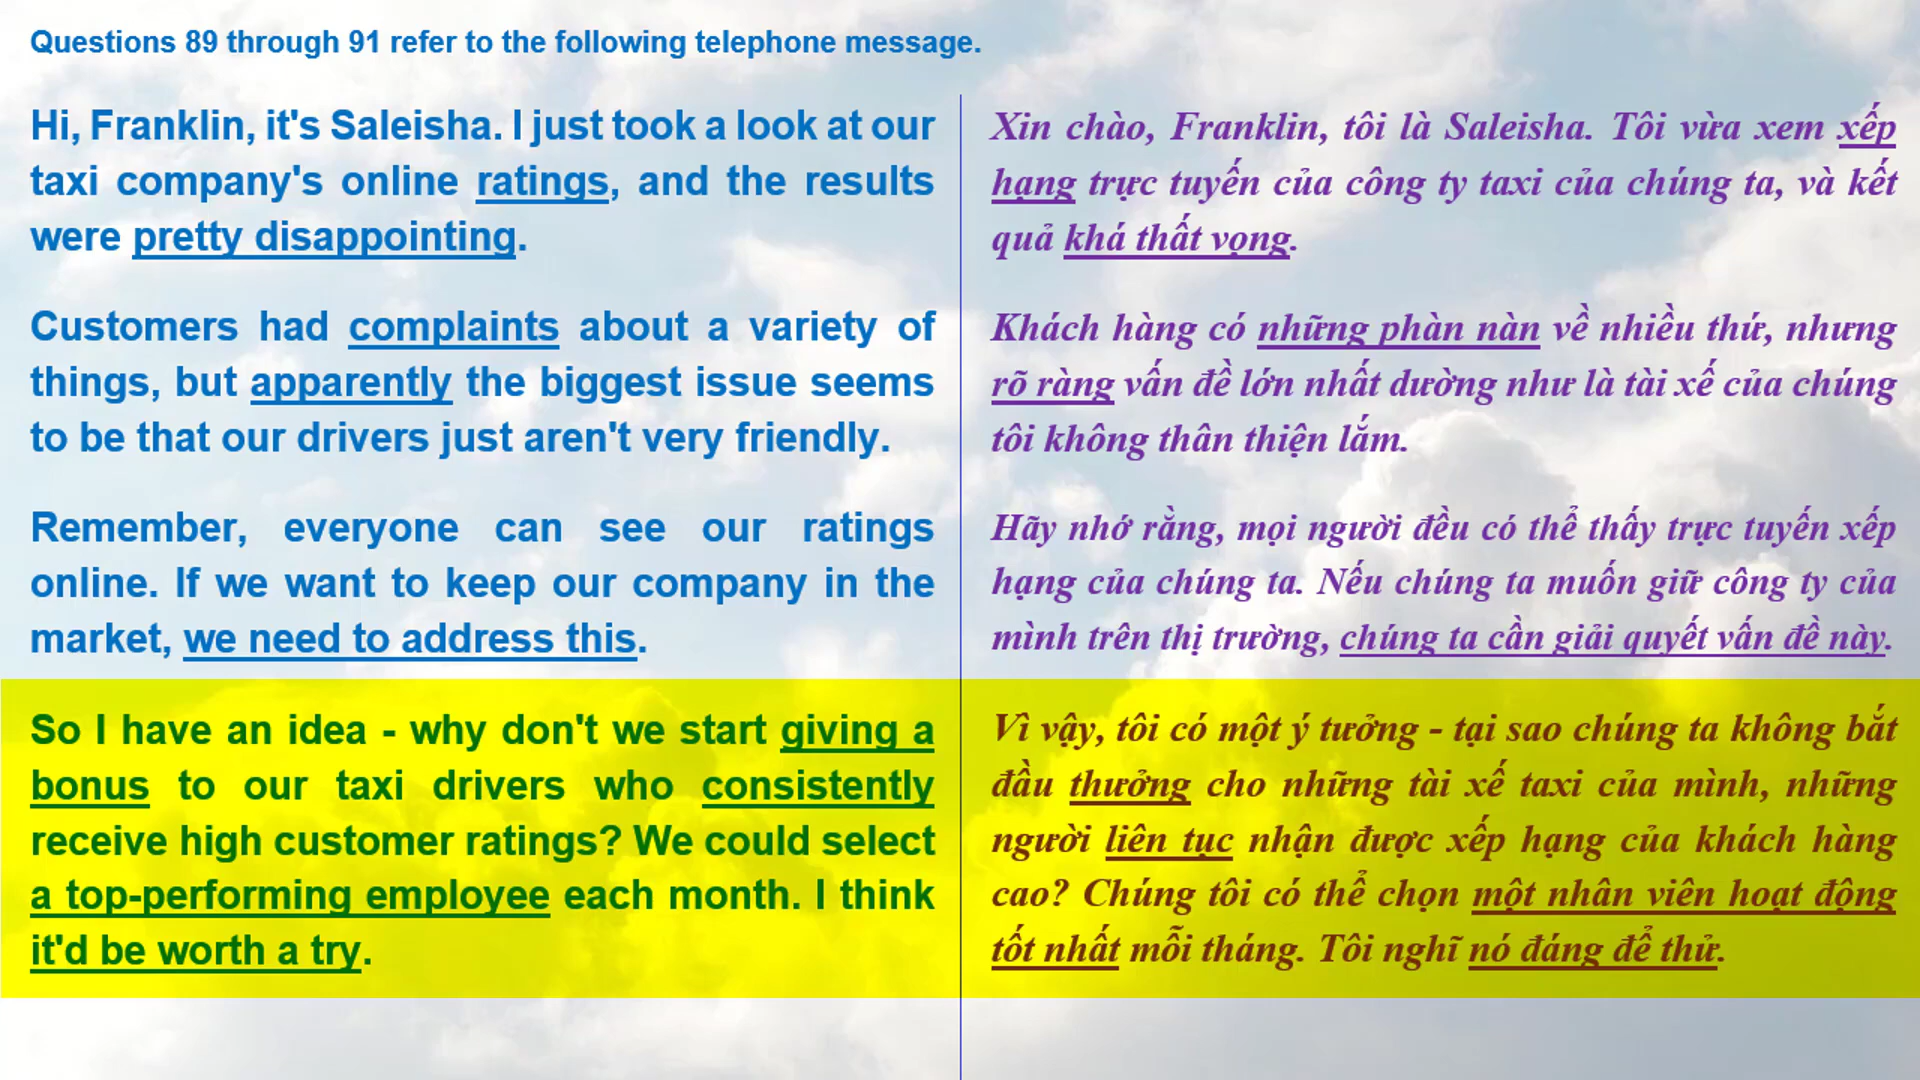 Questions 89 through 91 refer to the following telephone message.
Hi, Franklin, it's Saleisha. I just took a look at our
taxi company's online ratings, and the results
were pretty disappointing.
Customers had complaints about a variety of
things, but apparently the biggest issue seems
to be that our drivers just aren't very friendly.
Remember, everyone can see our ratings
online. If we want to keep our company in the
market, we need to address this.
So I have an idea - why don't we start giving a
bonus to our taxi drivers who consistently
receive high customer ratings? We could select
a top-performing employee each month. I think
it'd be worth a try.
Xin chào, Franklin, tôi là Saleisha. Tôi vừa xem xếp
hạng trực tuyến của công ty taxi của chúng ta, và kết
quả khá thất vọng.
Khách hàng có những phàn nàn về nhiều thứ, nhưng
rõ ràng vấn đề lớn nhất dường như là tài xế của chúng
tôi không thân thiện lắm.
Hãy nhớ rằng, mọi người đều có thể thấy trực tuyến xếp
hạng của chúng ta. Nếu chúng ta muốn giữ công ty của
mình trên thị trường, chúng ta cần giải quyết vấn đề này.
Vì vậy, tôi có một ý tưởng - tại sao chúng ta không bắt
đầu thưởng cho những tài xế taxi của mình, những
người liên tục nhận được xếp hạng của khách hàng
cao? Chúng tôi có thể chọn một nhân viên hoạt động
tốt nhất mỗi tháng. Tôi nghĩ nó đáng để thử.